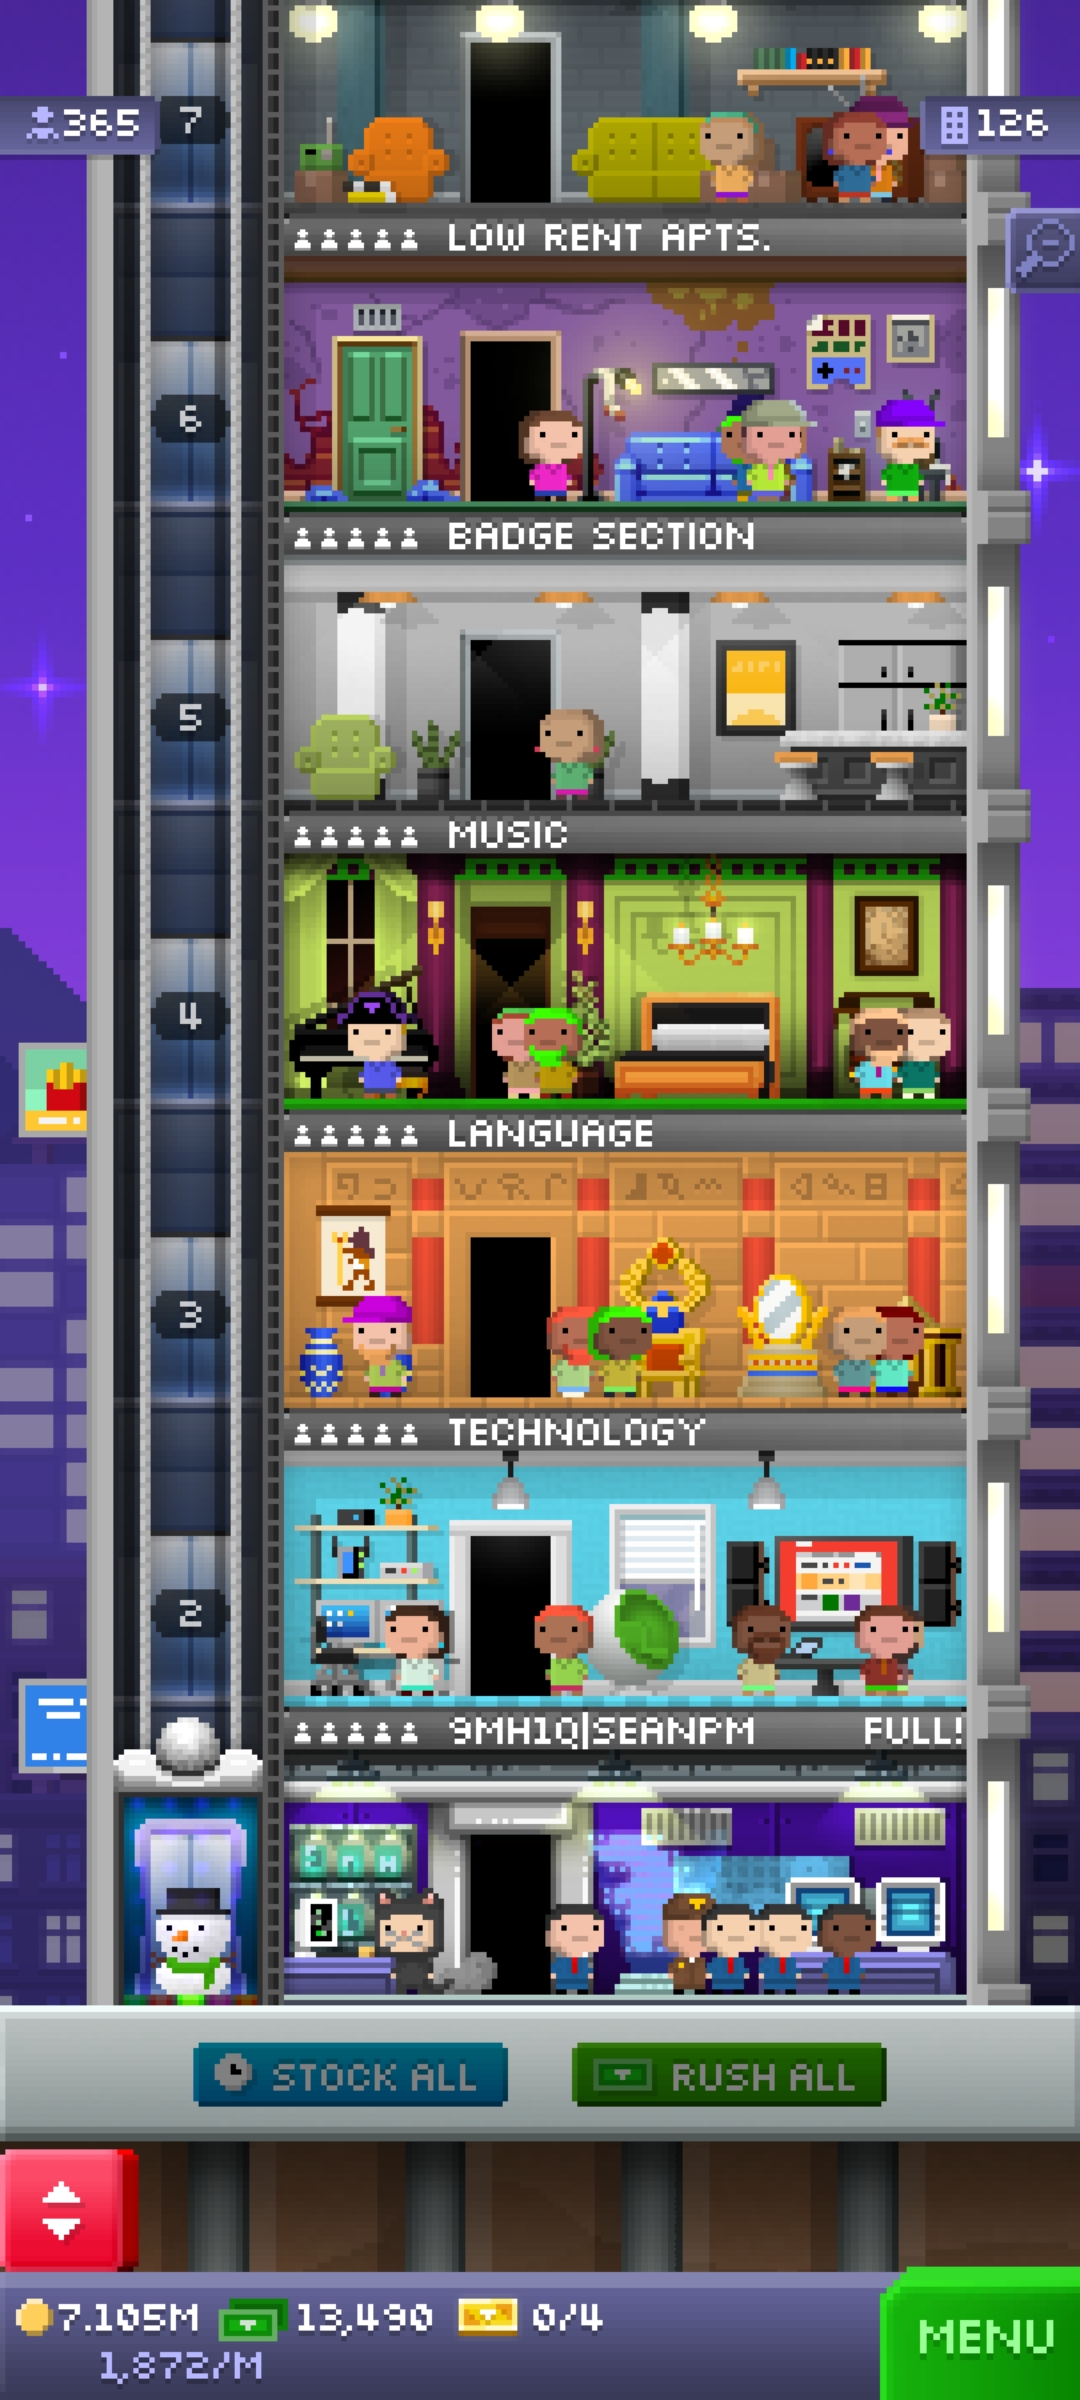 365
7
126
LOW RENT APTS.
6
BADGE SECTION
5
MUSIC
4
LANGUAGE
3
TECHNOLOGY
2
9MH1Q|SEANPM FULL!
STOCK ALL
RUSH ALL
7.105M 13,490 0/4
1,872/M
MENU